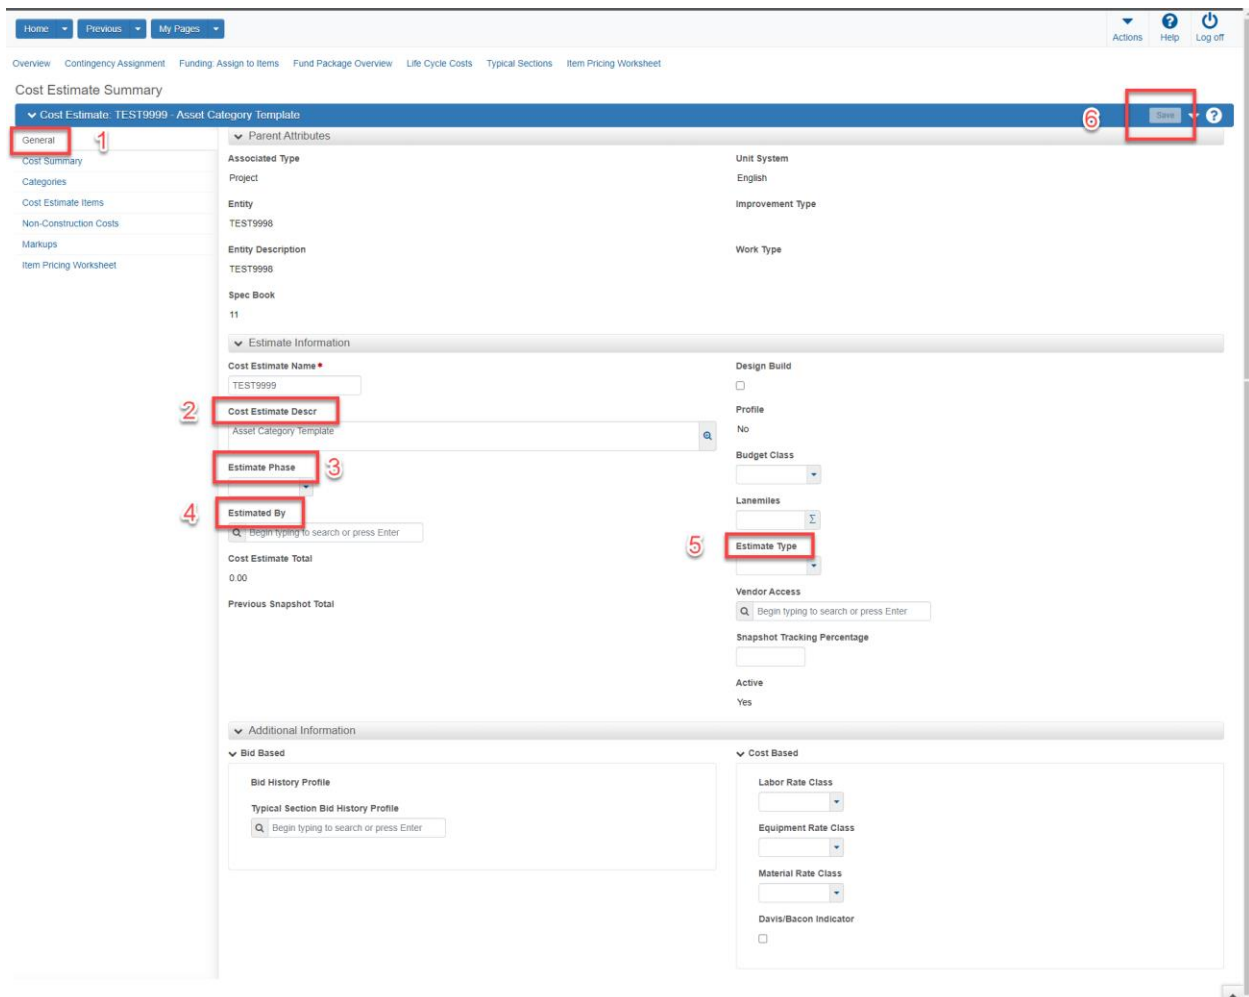 Home Previous My Pages
Actions Help Log off
Overview Contingency Assignment Funding: Assign to Items Fund Package Overview Life Cycle Costs Typical Sections Item Pricing Worksheet
Cost Estimate Summary
Cost Estimate: TEST9999 - Asset Category Template 6 Save ?
General 1
Cost Summary
Categories
Cost Estimate Items
Non-Construction Costs
Markups
Item Pricing Worksheet
Parent Attributes
Associated Type Unit System
Project English
Entity Improvement Type
TEST9998
Entity Description Work Type
TEST9998
Spec Book
11
Estimate Information
Cost Estimate Name Design Build
TEST9999
2 Cost Estimate Descr Profile
Asset Category Template No
Estimate Phase 3 Budget Class
4 Estimated By Lanemiles
Begin typing to search or press Enter Σ
Cost Estimate Total 5 Estimate Type
0.00
Previous Snapshot Total Vendor Access
Begin typing to search or press Enter
Snapshot Tracking Percentage
Active
Yes
Additional Information
Bid Based Cost Based
Bid History Profile Labor Rate Class
Typical Section Bid History Profile
Begin typing to search or press Enter Equipment Rate Class
Material Rate Class
Davis/Bacon Indicator